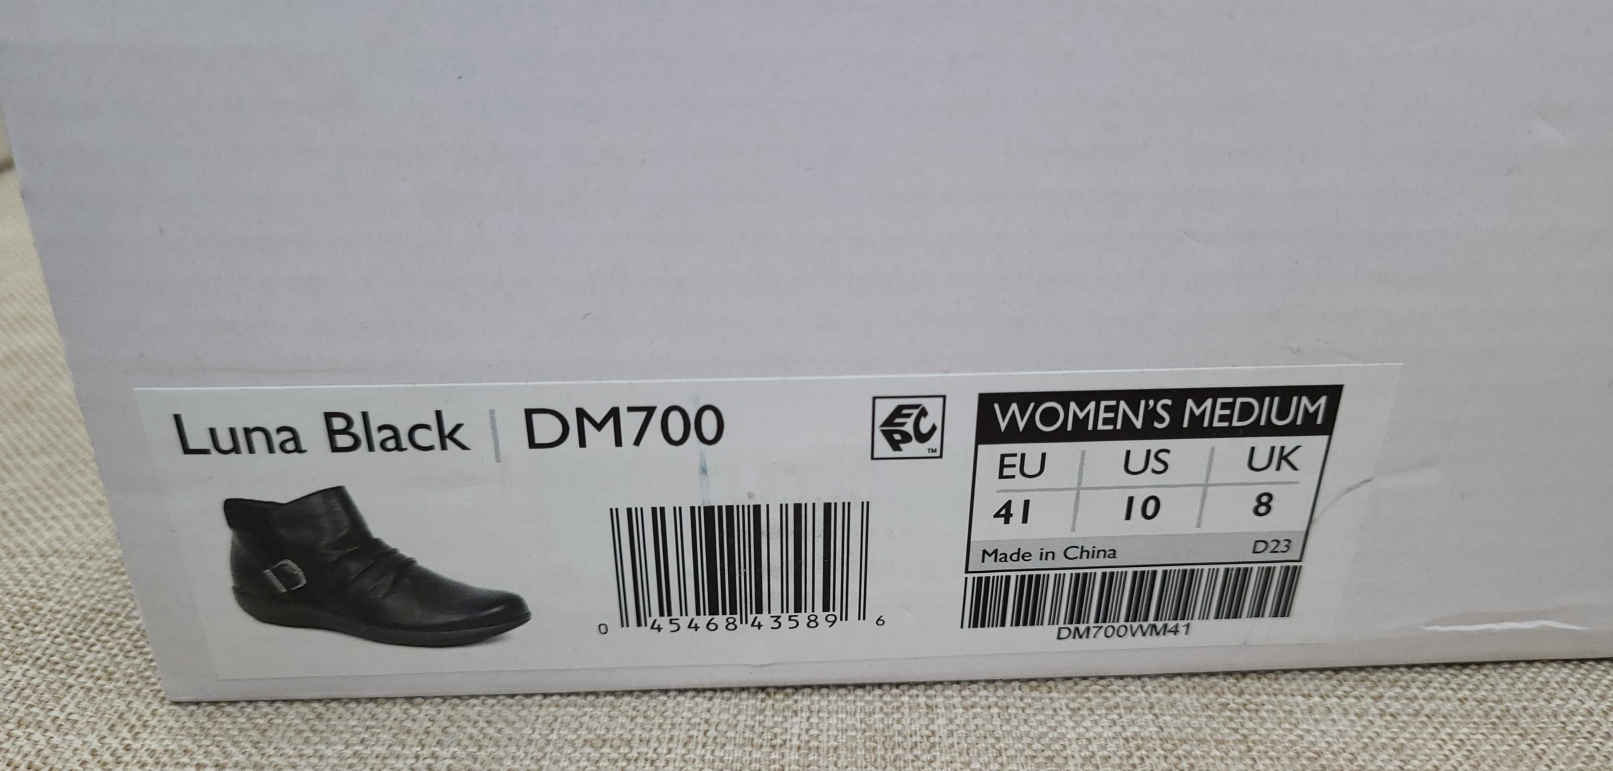 Luna Black | DM700
EPC
TM
WOMEN'S MEDIUM
EU | US | UK
41 | 10 | 8
Made in China D23
0 45468 43589 6
DM700WM41